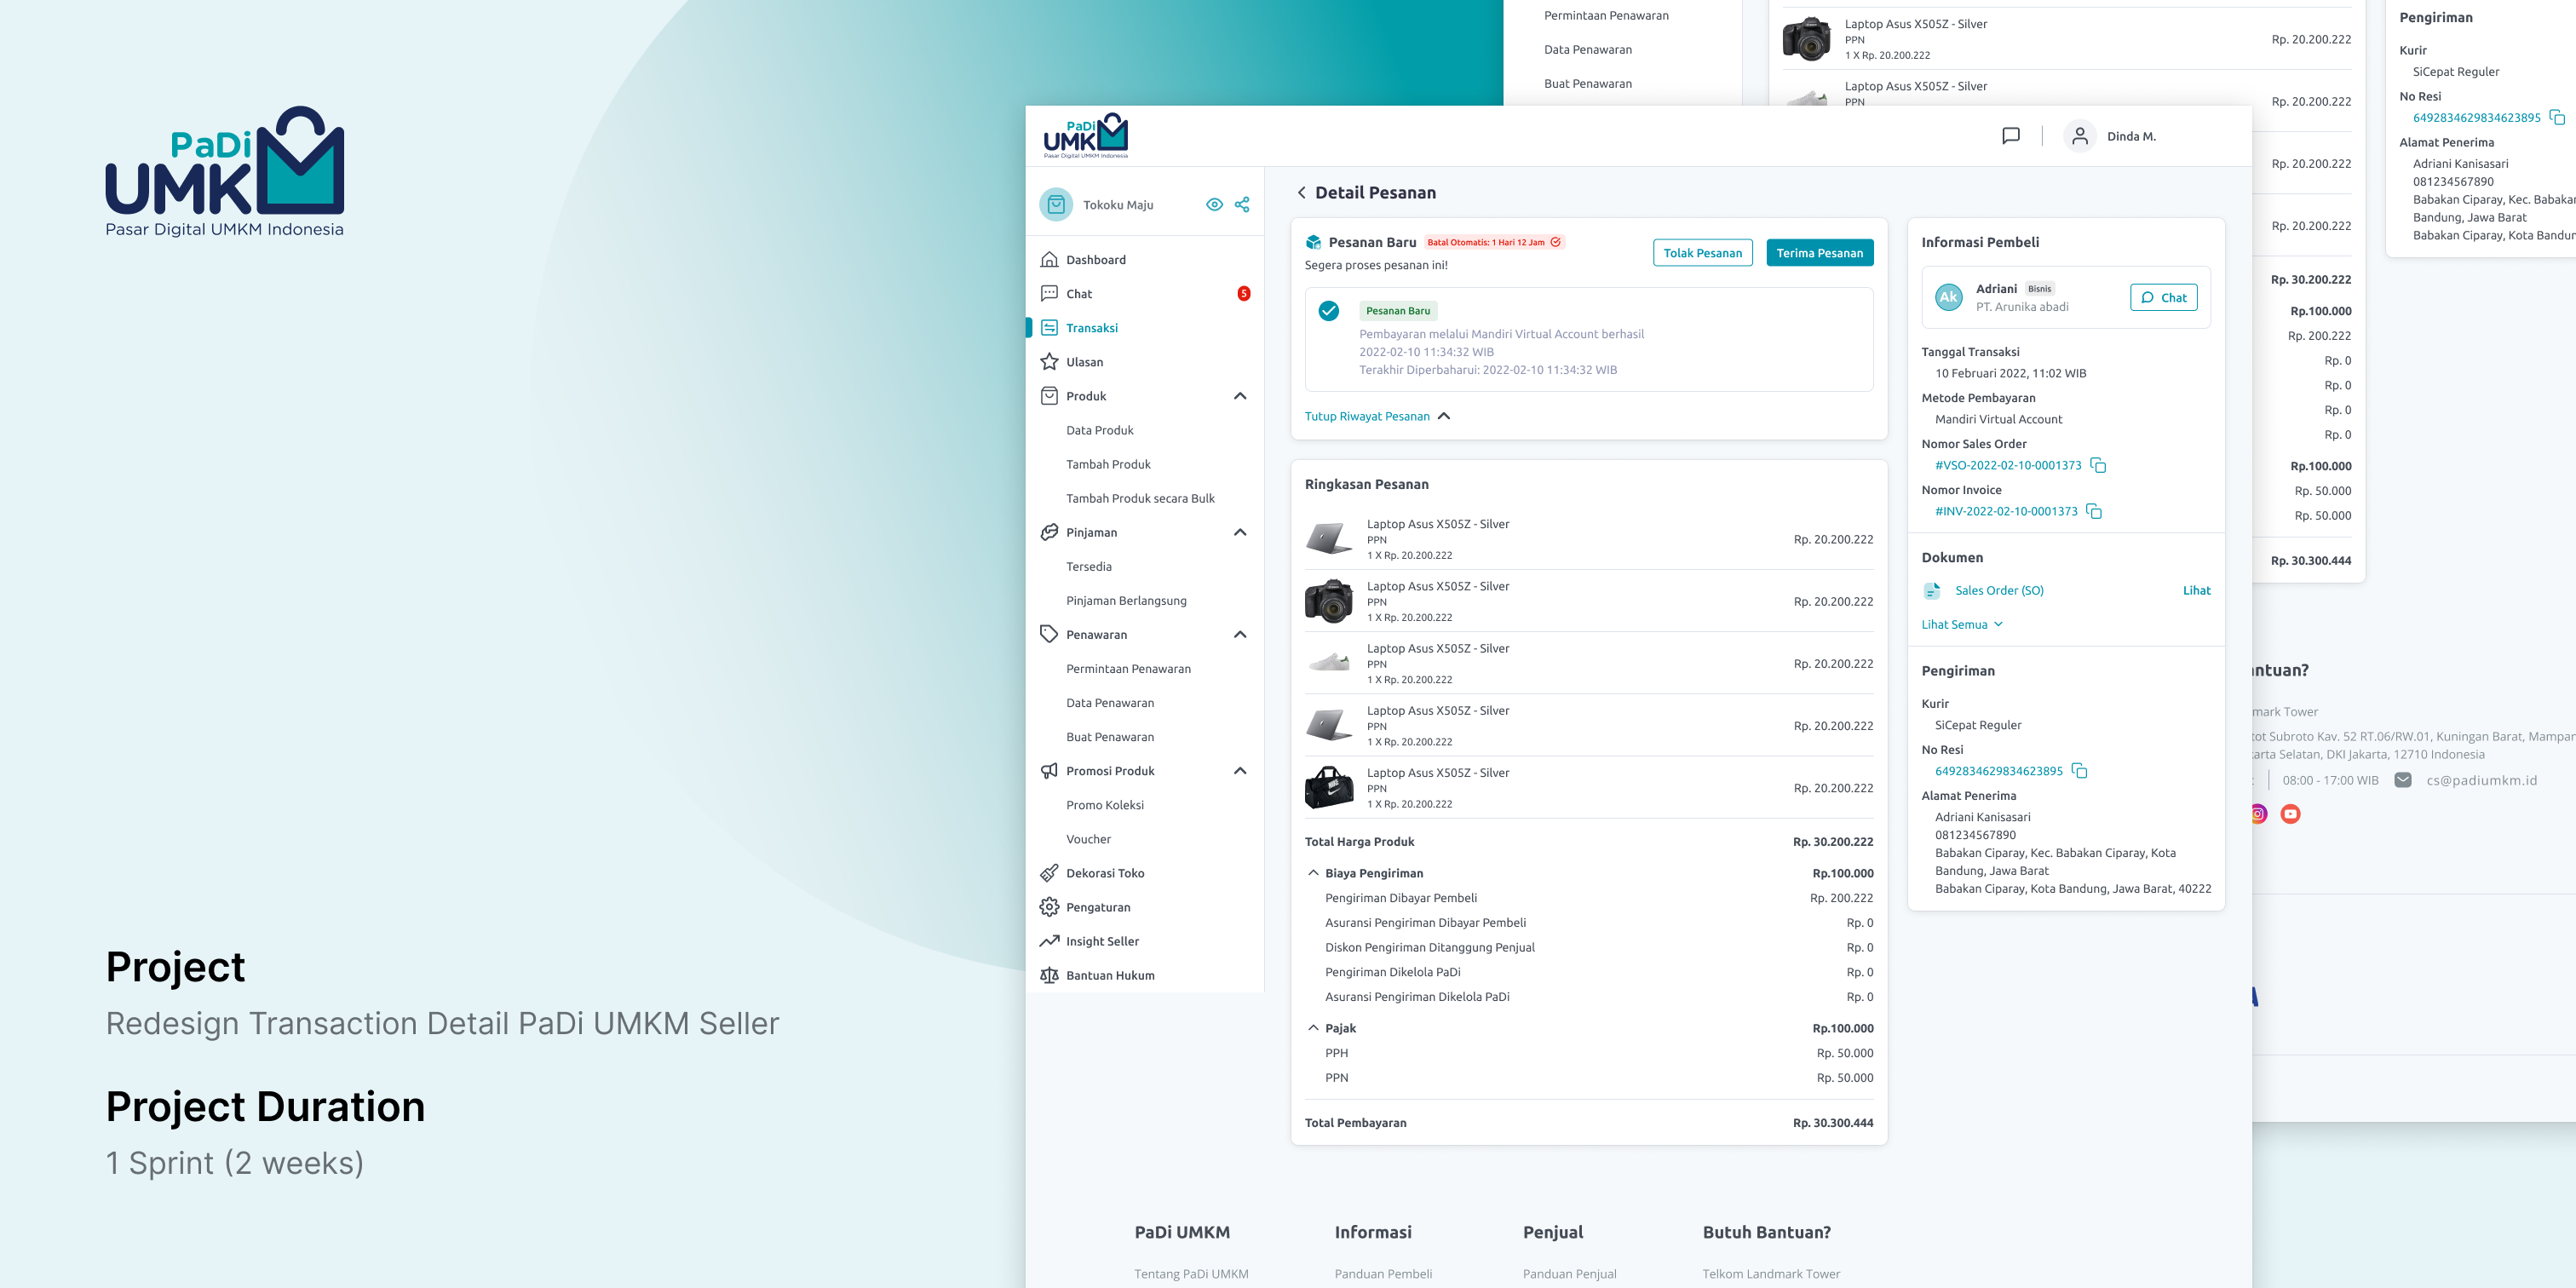 PaDi
UMKM
Pasar Digital UMKM Indonesia
Project
Redesign Transaction Detail PaDi UMKM Seller
Project Duration
1 Sprint (2 weeks)
PaDi
UMKM
Pasar Digital UMKM Indonesia
Dinda M.
Tokoku Maju
Dashboard
Chat
5
Transaksi
Ulasan
Produk
Data Produk
Tambah Produk
Tambah Produk secara Bulk
Pinjaman
Tersedia
Pinjaman Berlangsung
Penawaran
Permintaan Penawaran
Data Penawaran
Buat Penawaran
Promosi Produk
Promo Koleksi
Voucher
Dekorasi Toko
Pengaturan
Insight Seller
Bantuan Hukum
Detail Pesanan
Pesanan Baru Batal Otomatis: 1 Hari 12 Jam
Segera proses pesanan ini!
Tolak Pesanan
Terima Pesanan
Pesanan Baru
Pembayaran melalui Mandiri Virtual Account berhasil
2022-02-10 11:34:32 WIB
Terakhir Diperbaharui: 2022-02-10 11:34:32 WIB
Tutup Riwayat Pesanan
Ringkasan Pesanan
Laptop Asus X505Z - Silver
PPN
1 X Rp. 20.200.222
Rp. 20.200.222
Laptop Asus X505Z - Silver
PPN
1 X Rp. 20.200.222
Rp. 20.200.222
Laptop Asus X505Z - Silver
PPN
1 X Rp. 20.200.222
Rp. 20.200.222
Laptop Asus X505Z - Silver
PPN
1 X Rp. 20.200.222
Rp. 20.200.222
Laptop Asus X505Z - Silver
PPN
1 X Rp. 20.200.222
Rp. 20.200.222
Total Harga Produk Rp. 30.200.222
Biaya Pengiriman Rp.100.000
Pengiriman Dibayar Pembeli Rp. 200.222
Asuransi Pengiriman Dibayar Pembeli Rp. 0
Diskon Pengiriman Ditanggung Penjual Rp. 0
Pengiriman Dikelola PaDi Rp. 0
Asuransi Pengiriman Dikelola PaDi Rp. 0
Pajak Rp.100.000
PPH Rp. 50.000
PPN Rp. 50.000
Total Pembayaran Rp. 30.300.444
Informasi Pembeli
Ak
Adriani Bisnis
PT. Arunika abadi
Chat
Tanggal Transaksi
10 Februari 2022, 11:02 WIB
Metode Pembayaran
Mandiri Virtual Account
Nomor Sales Order
#VSO-2022-02-10-0001373
Nomor Invoice
#INV-2022-02-10-0001373
Dokumen
Sales Order (SO) Lihat
Lihat Semua
Pengiriman
Kurir
SiCepat Reguler
No Resi
6492834629834623895
Alamat Penerima
Adriani Kanisasari
081234567890
Babakan Ciparay, Kec. Babakan Ciparay, Kota
Bandung, Jawa Barat
Babakan Ciparay, Kota Bandung, Jawa Barat, 40222
PaDi UMKM
Tentang PaDi UMKM
Informasi
Panduan Pembeli
Penjual
Panduan Penjual
Butuh Bantuan?
Telkom Landmark Tower
Permintaan Penawaran
Data Penawaran
Buat Penawaran
Laptop Asus X505Z - Silver
PPN
1 X Rp. 20.200.222
Rp. 20.200.222
Laptop Asus X505Z - Silver
PPN
Rp. 20.200.222
Rp. 20.200.222
Rp. 20.200.222
Rp. 30.200.222
Rp.100.000
Rp. 200.222
Rp. 0
Rp. 0
Rp. 0
Rp. 0
Rp.100.000
Rp. 50.000
Rp. 50.000
Rp. 30.300.444
Pengiriman
Kurir
SiCepat Reguler
No Resi
6492834629834623895
Alamat Penerima
Adriani Kanisasari
081234567890
Babakan Ciparay, Kec. Babakan
Bandung, Jawa Barat
Babakan Ciparay, Kota Bandun
ntuan?
mark Tower
tot Subroto Kav. 52 RT.06/RW.01, Kuningan Barat, Mampan
karta Selatan, DKI Jakarta, 12710 Indonesia
08:00 - 17:00 WIB cs@padiumkm.id